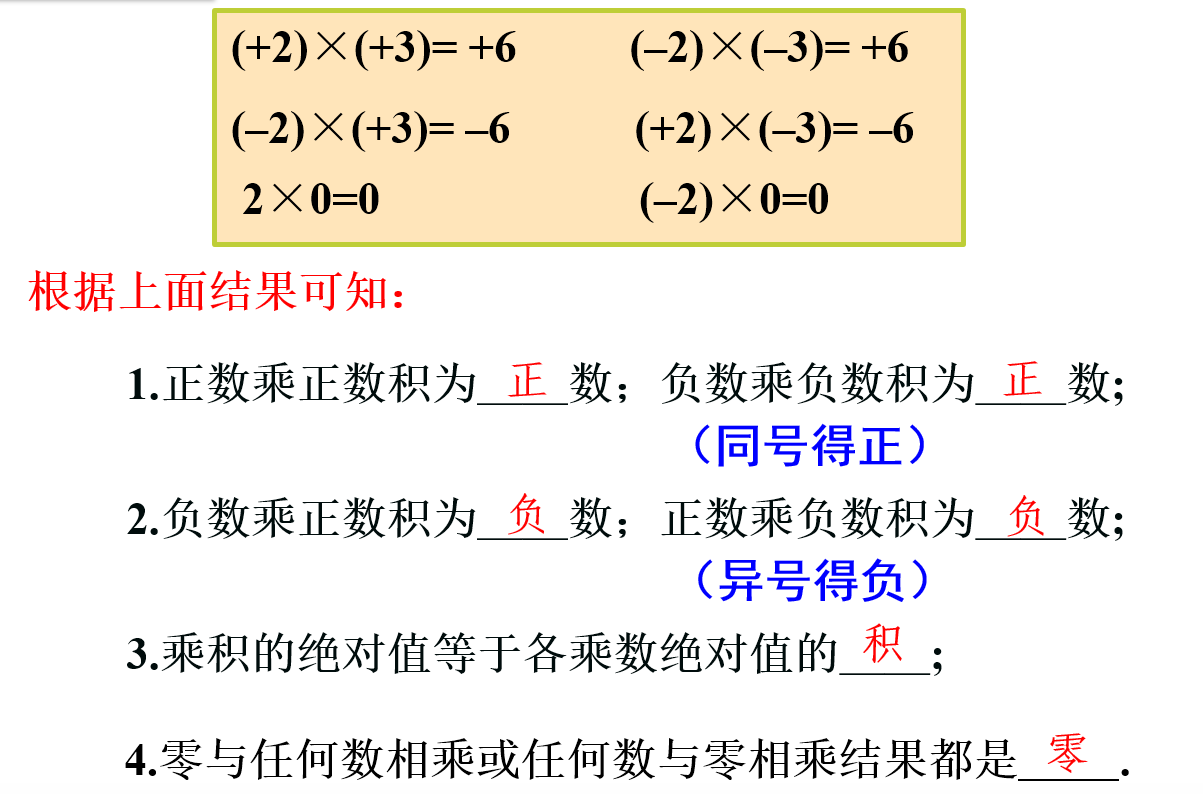 (+2)×(+3)= +6 (–2)×(–3)= +6
(–2)×(+3)= –6 (+2)×(–3)= –6
2×0=0 (–2)×0=0
根据上面结果可知：
1.正数乘正数积为__正__数；负数乘负数积为__正__数;
（同号得正）
2.负数乘正数积为__负__数；正数乘负数积为__负__数;
（异号得负）
3.乘积的绝对值等于各乘数绝对值的__积__;
4.零与任何数相乘或任何数与零相乘结果都是__零__.